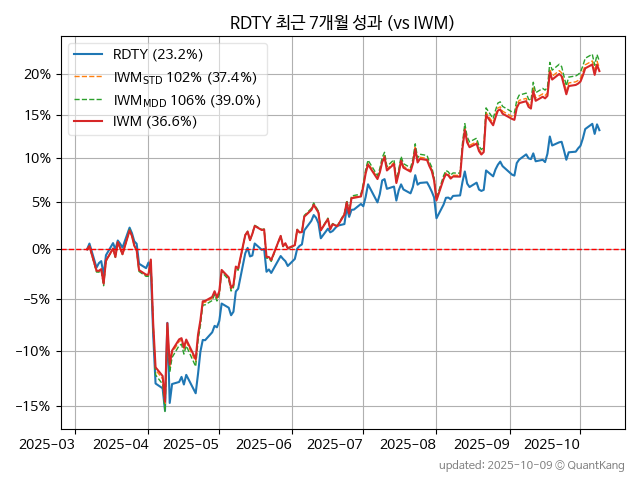 RDTY 최근 7개월 성과 (vs IWM)
RDTY (23.2%)
IWM_STD 102% (37.4%)
IWM_MDD 106% (39.0%)
IWM (36.6%)
20%
15%
10%
5%
0%
−5%
−10%
−15%
2025-03 2025-04 2025-05 2025-06 2025-07 2025-08 2025-09 2025-10
updated: 2025-10-09 © QuantKang